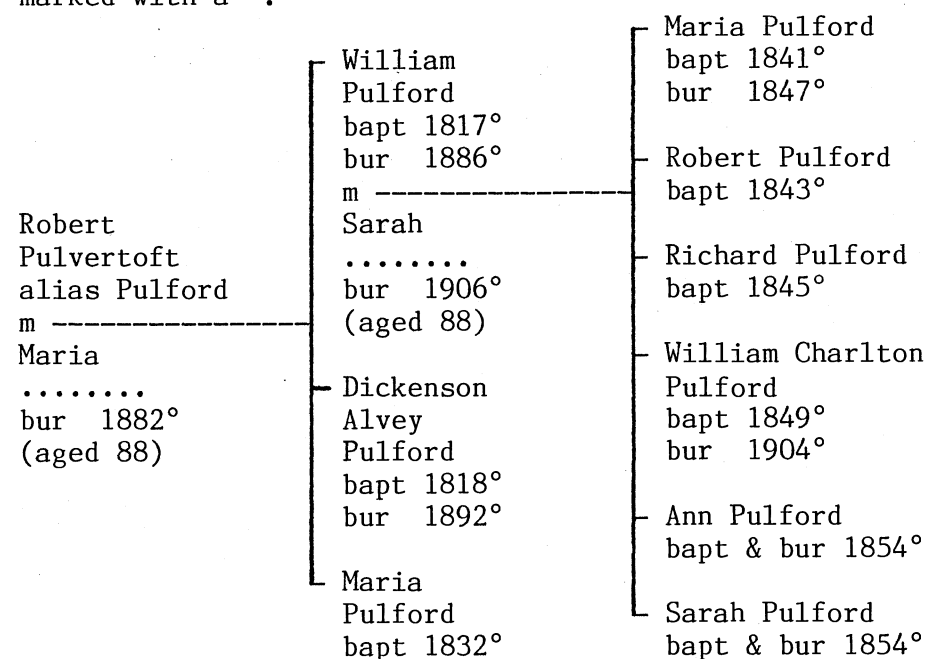 marked with a °.
Robert
Pulvertoft
alias Pulford
m
Maria
........
bur 1882°
(aged 88)
William
Pulford
bapt 1817°
bur 1886°
m
Sarah
........
bur 1906°
(aged 88)
Dickenson
Alvey
Pulford
bapt 1818°
bur 1892°
Maria
Pulford
bapt 1832°
Maria Pulford
bapt 1841°
bur 1847°
Robert Pulford
bapt 1843°
Richard Pulford
bapt 1845°
William Charlton
Pulford
bapt 1849°
bur 1904°
Ann Pulford
bapt & bur 1854°
Sarah Pulford
bapt & bur 1854°